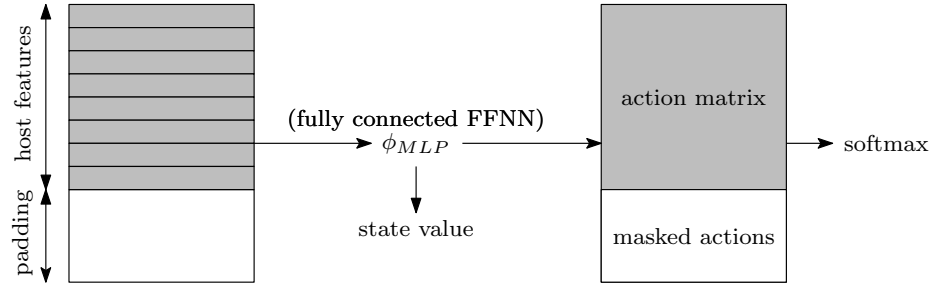 host features
padding
(fully connected FFNN)
ϕ_MLP
state value
action matrix
masked actions
softmax